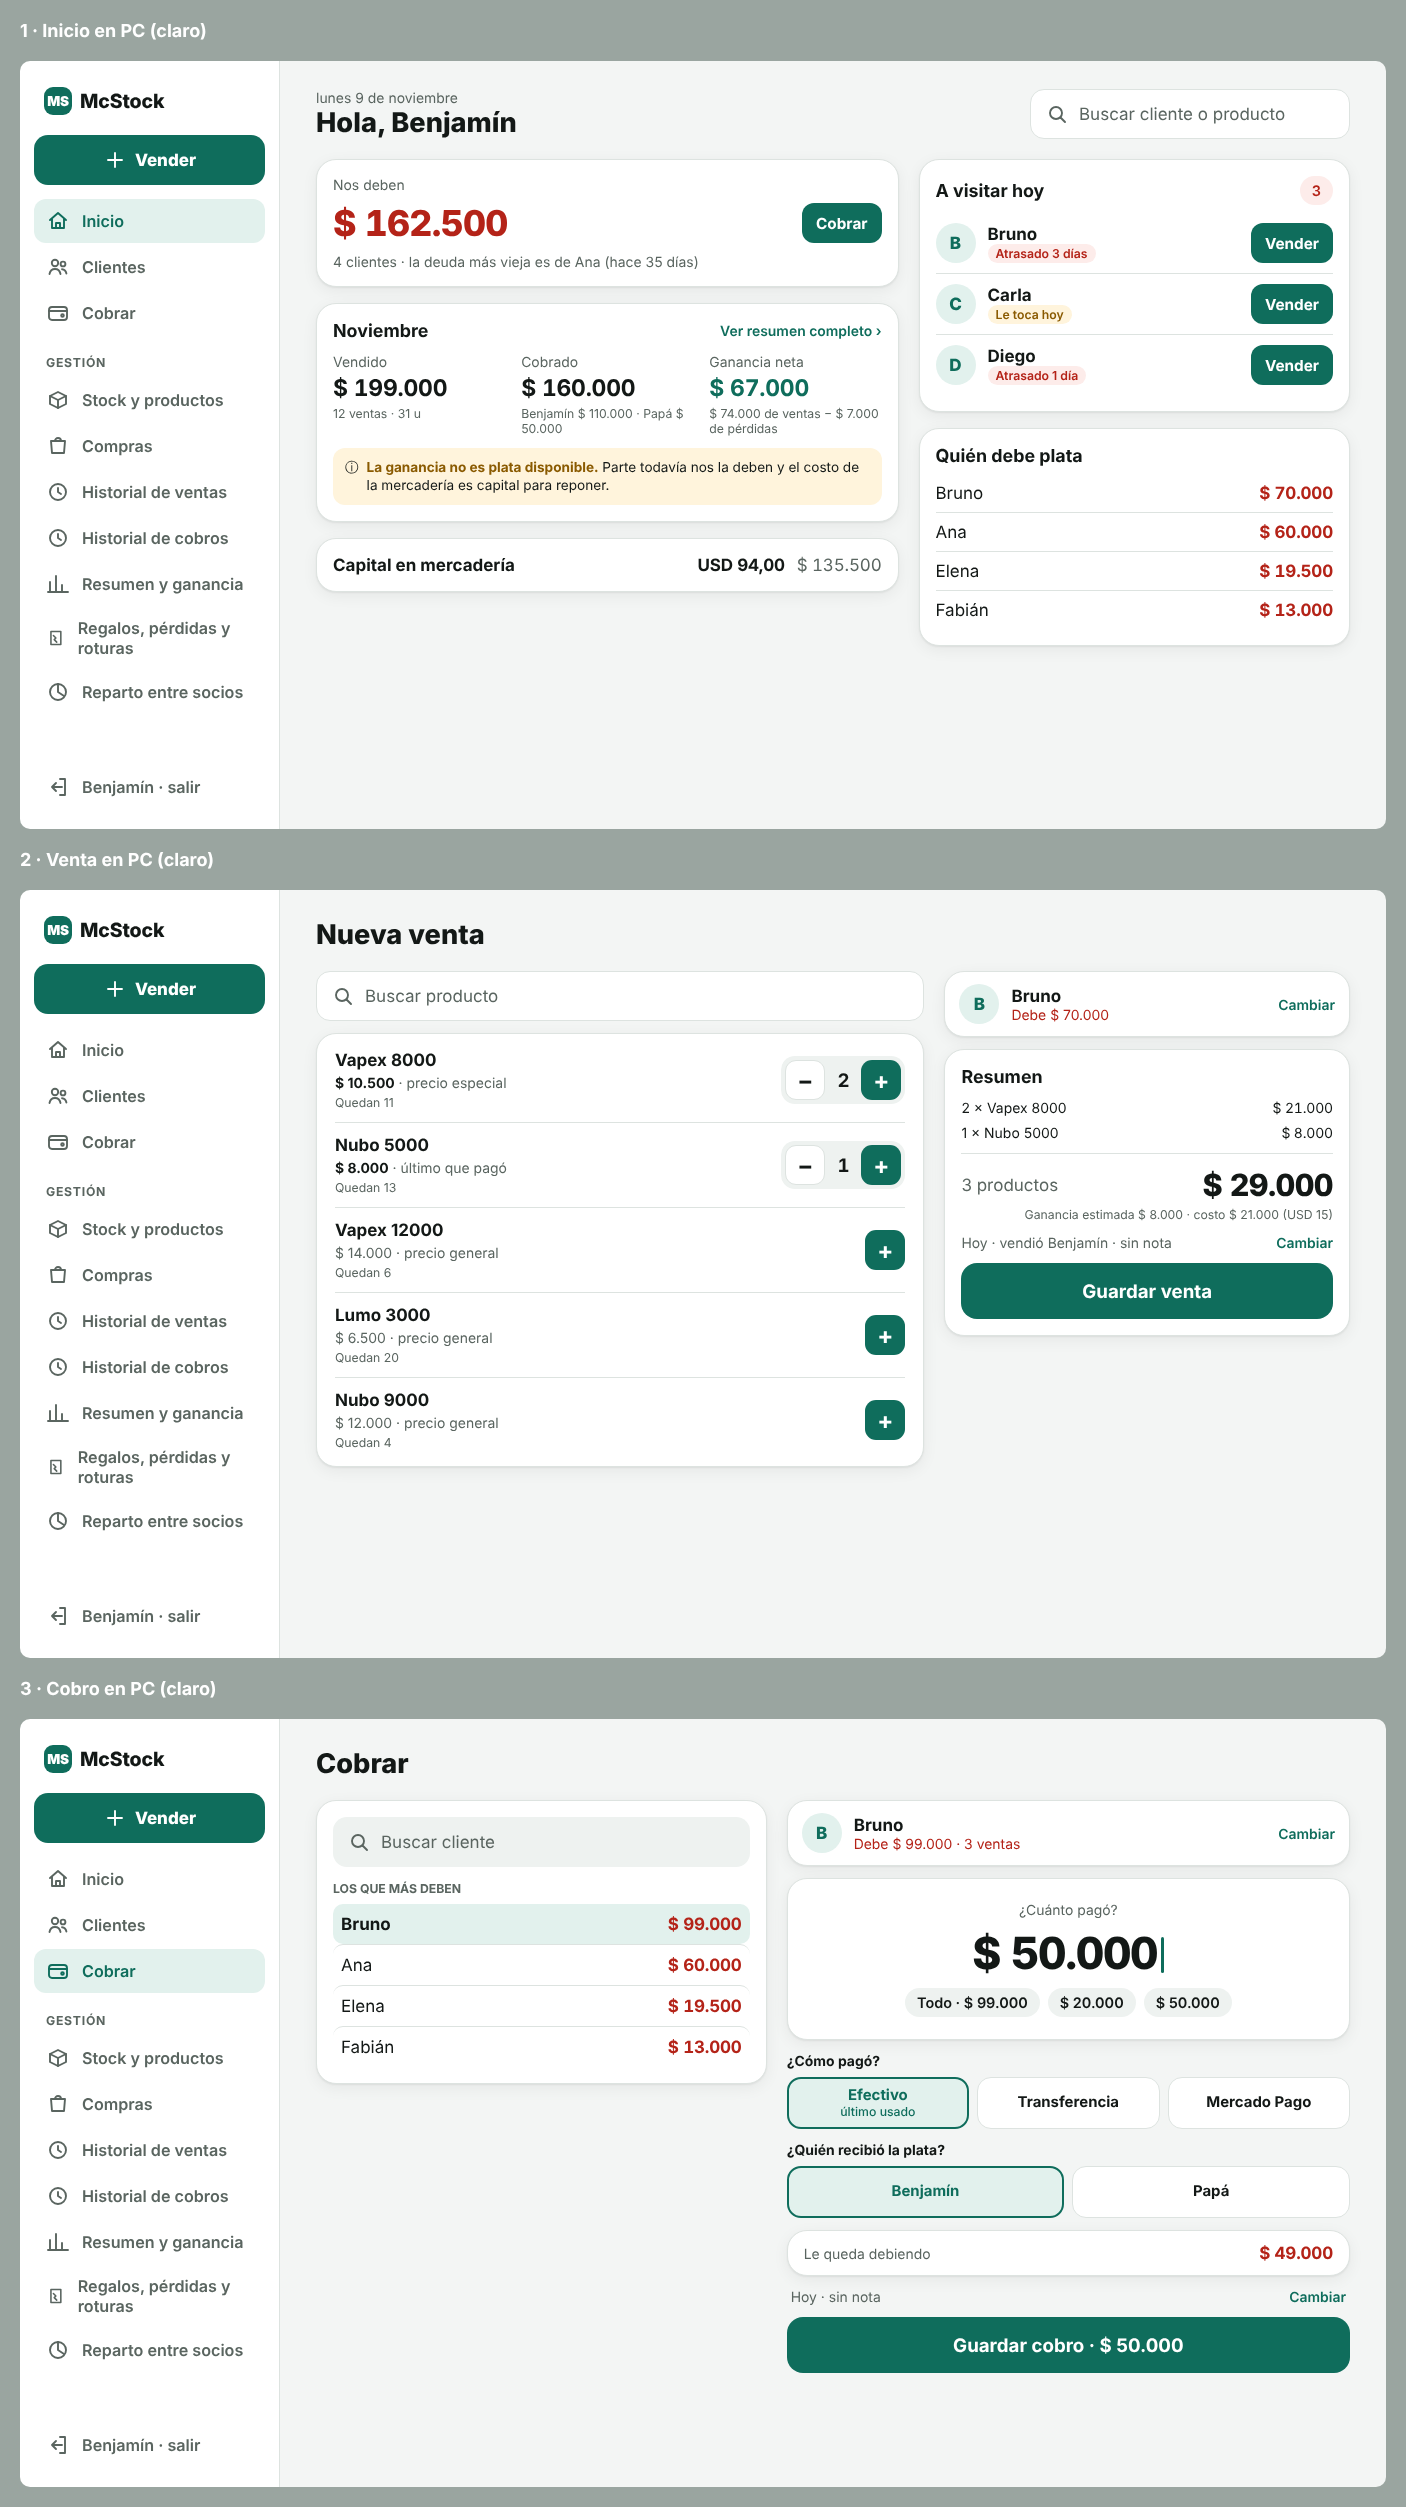 1 · Inicio en PC (claro)
MS McStock
+ Vender
Inicio
Clientes
Cobrar
GESTIÓN
Stock y productos
Compras
Historial de ventas
Historial de cobros
Resumen y ganancia
Regalos, pérdidas y
roturas
Reparto entre socios
Benjamín · salir
lunes 9 de noviembre
Hola, Benjamín
Buscar cliente o producto
Nos deben
$ 162.500
Cobrar
4 clientes · la deuda más vieja es de Ana (hace 35 días)
Noviembre
Ver resumen completo ›
Vendido
$ 199.000
12 ventas · 31 u
Cobrado
$ 160.000
Benjamín $ 110.000 · Papá $
50.000
Ganancia neta
$ 67.000
$ 74.000 de ventas − $ 7.000
de pérdidas
ⓘ La ganancia no es plata disponible. Parte todavía nos la deben y el costo de
la mercadería es capital para reponer.
Capital en mercadería
USD 94,00 $ 135.500
A visitar hoy
3
B
Bruno
Atrasado 3 días
Vender
C
Carla
Le toca hoy
Vender
D
Diego
Atrasado 1 día
Vender
Quién debe plata
Bruno $ 70.000
Ana $ 60.000
Elena $ 19.500
Fabián $ 13.000
2 · Venta en PC (claro)
MS McStock
+ Vender
Inicio
Clientes
Cobrar
GESTIÓN
Stock y productos
Compras
Historial de ventas
Historial de cobros
Resumen y ganancia
Regalos, pérdidas y
roturas
Reparto entre socios
Benjamín · salir
Nueva venta
Buscar producto
Vapex 8000
$ 10.500 · precio especial
Quedan 11
− 2 +
Nubo 5000
$ 8.000 · último que pagó
Quedan 13
− 1 +
Vapex 12000
$ 14.000 · precio general
Quedan 6
+
Lumo 3000
$ 6.500 · precio general
Quedan 20
+
Nubo 9000
$ 12.000 · precio general
Quedan 4
+
B
Bruno
Debe $ 70.000
Cambiar
Resumen
2 × Vapex 8000 $ 21.000
1 × Nubo 5000 $ 8.000
3 productos $ 29.000
Ganancia estimada $ 8.000 · costo $ 21.000 (USD 15)
Hoy · vendió Benjamín · sin nota Cambiar
Guardar venta
3 · Cobro en PC (claro)
MS McStock
+ Vender
Inicio
Clientes
Cobrar
GESTIÓN
Stock y productos
Compras
Historial de ventas
Historial de cobros
Resumen y ganancia
Regalos, pérdidas y
roturas
Reparto entre socios
Benjamín · salir
Cobrar
Buscar cliente
LOS QUE MÁS DEBEN
Bruno $ 99.000
Ana $ 60.000
Elena $ 19.500
Fabián $ 13.000
B
Bruno
Debe $ 99.000 · 3 ventas
Cambiar
¿Cuánto pagó?
$ 50.000
Todo · $ 99.000 $ 20.000 $ 50.000
¿Cómo pagó?
Efectivo
último usado
Transferencia
Mercado Pago
¿Quién recibió la plata?
Benjamín
Papá
Le queda debiendo $ 49.000
Hoy · sin nota Cambiar
Guardar cobro · $ 50.000